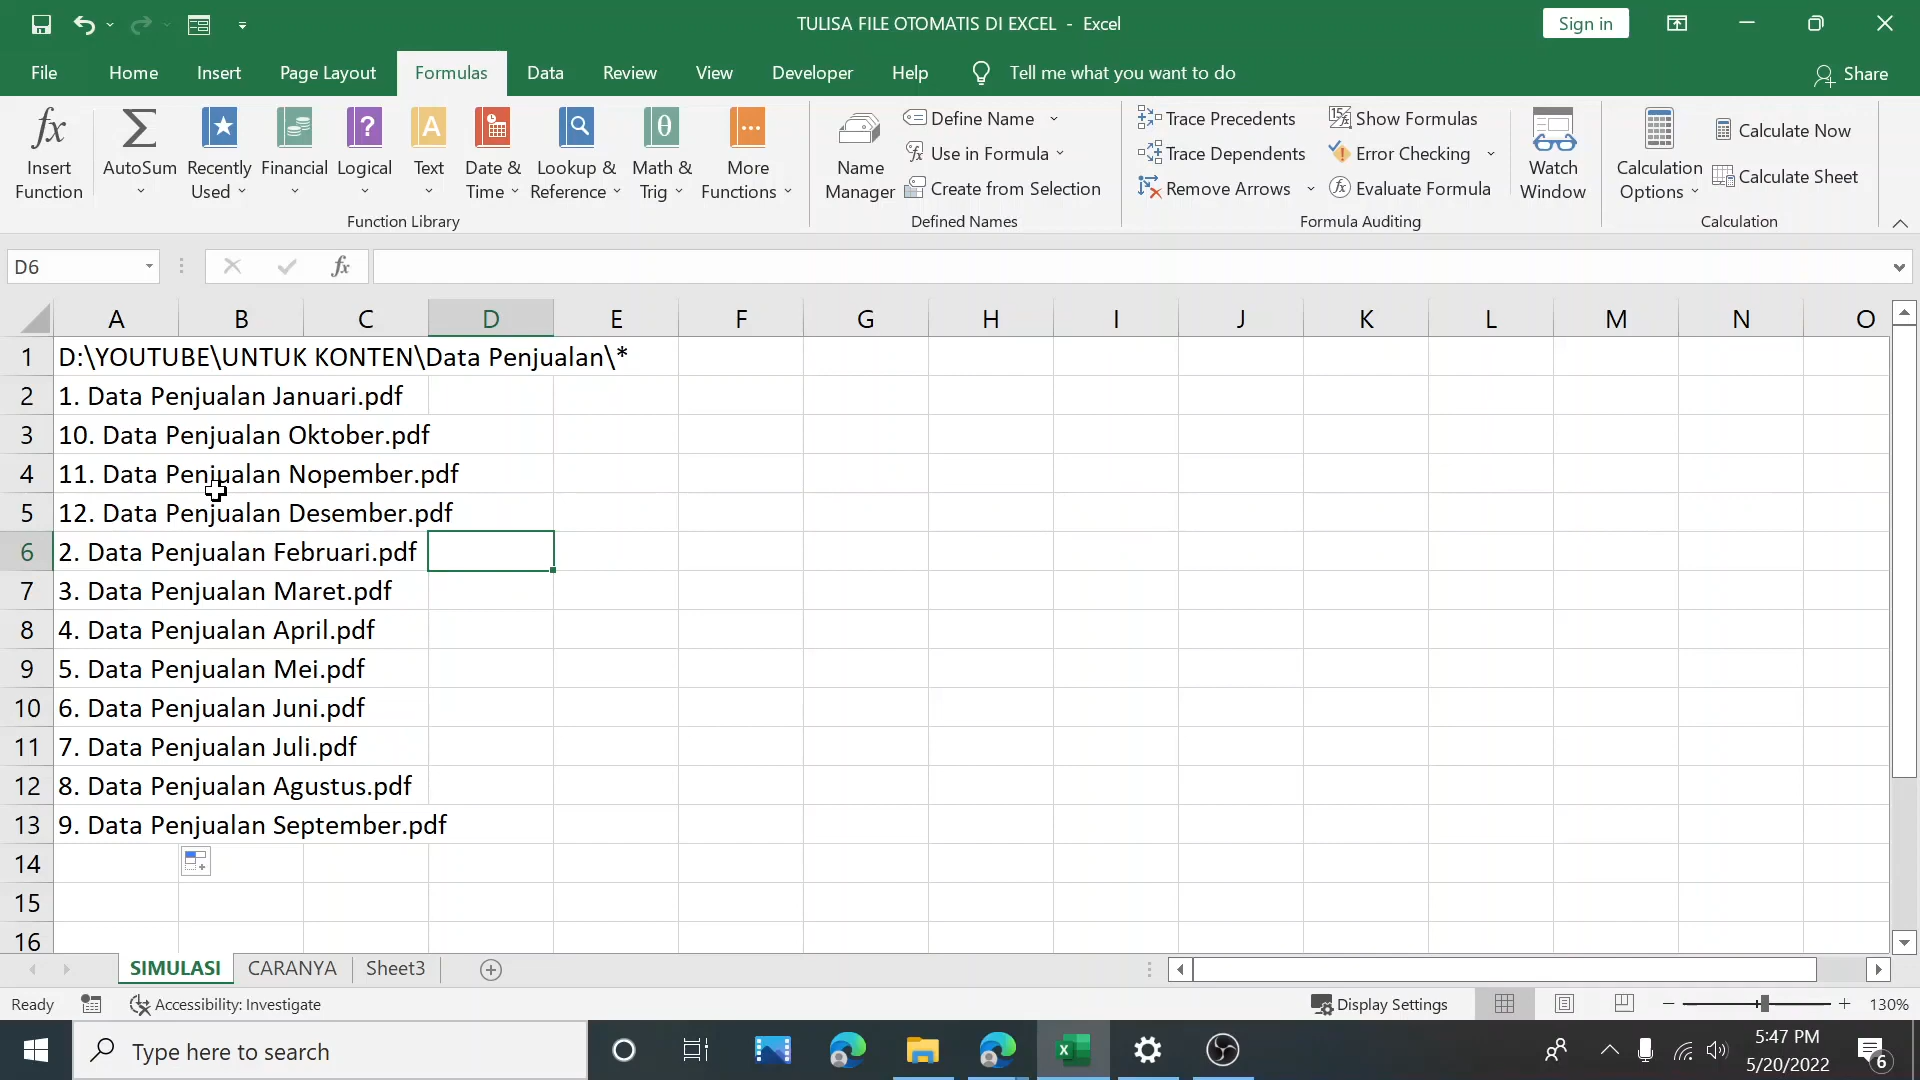 TULISA FILE OTOMATIS DI EXCEL - Excel
Sign in
File Home Insert Page Layout Formulas Data Review View Developer Help Tell me what you want to do Share
Insert Function
AutoSum
Recently Used
Financial
Logical
Text
Date & Time
Lookup & Reference
Math & Trig
More Functions
Function Library
Name Manager
Define Name
Use in Formula
Create from Selection
Defined Names
Trace Precedents
Trace Dependents
Remove Arrows
Show Formulas
Error Checking
Evaluate Formula
Formula Auditing
Watch Window
Calculation Options
Calculate Now
Calculate Sheet
Calculation
D6
fx
A B C D E F G H I J K L M N O
1 D:\YOUTUBE\UNTUK KONTEN\Data Penjualan\*
2 1. Data Penjualan Januari.pdf
3 10. Data Penjualan Oktober.pdf
4 11. Data Penjualan Nopember.pdf
5 12. Data Penjualan Desember.pdf
6 2. Data Penjualan Februari.pdf
7 3. Data Penjualan Maret.pdf
8 4. Data Penjualan April.pdf
9 5. Data Penjualan Mei.pdf
10 6. Data Penjualan Juni.pdf
11 7. Data Penjualan Juli.pdf
12 8. Data Penjualan Agustus.pdf
13 9. Data Penjualan September.pdf
14
15
16
SIMULASI CARANYA Sheet3
Ready Accessibility: Investigate Display Settings 130%
Type here to search
5:47 PM
5/20/2022
6